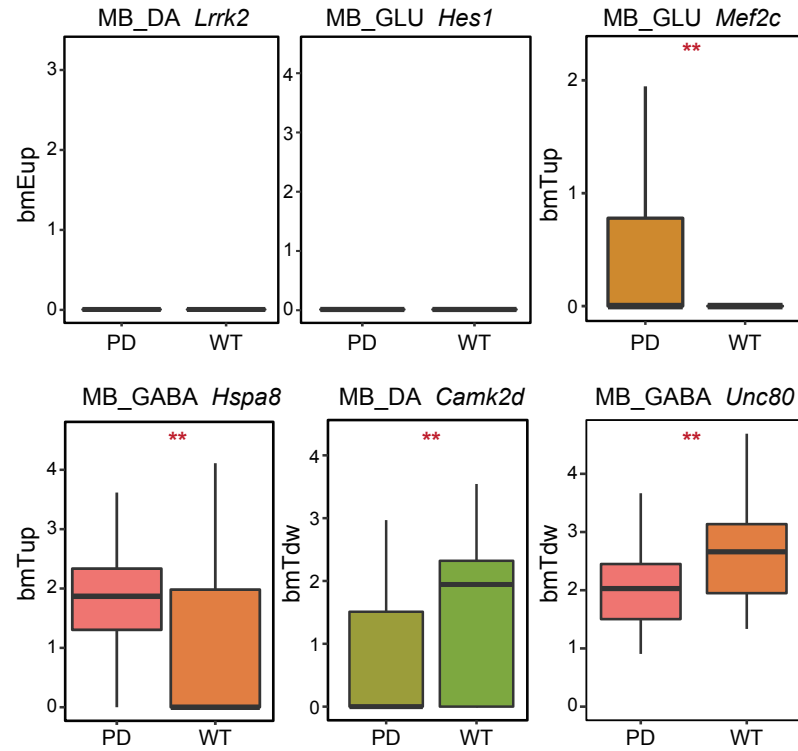 MB_DA Lrrk2
MB_GLU Hes1
MB_GLU Mef2c
bmEup
3
2
1
0
PD WT
4
3
2
1
0
PD WT
bmTup
**
2
1
0
PD WT
MB_GABA Hspa8
MB_DA Camk2d
MB_GABA Unc80
bmTup
**
4
3
2
1
0
PD WT
bmTdw
**
4
3
2
1
0
PD WT
bmTdw
**
4
3
2
1
0
PD WT